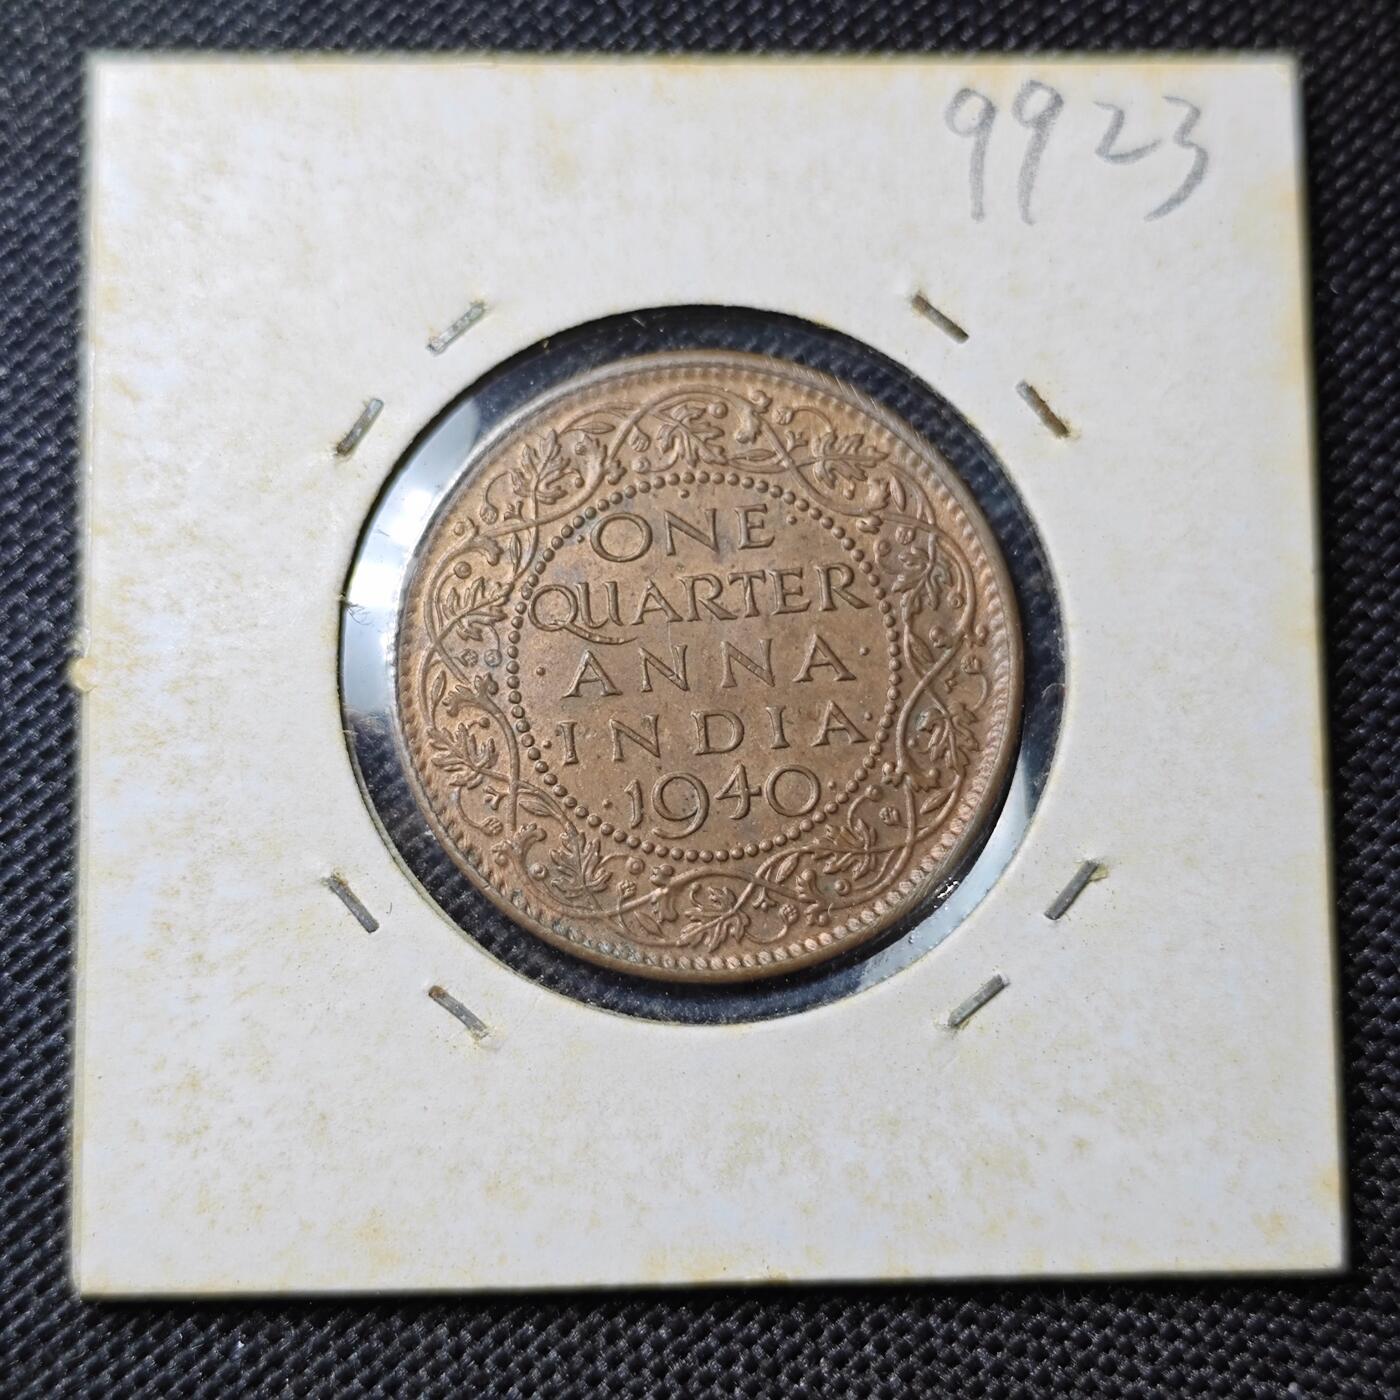 9923
ONE
QUARTER
ANNA
INDIA
1940